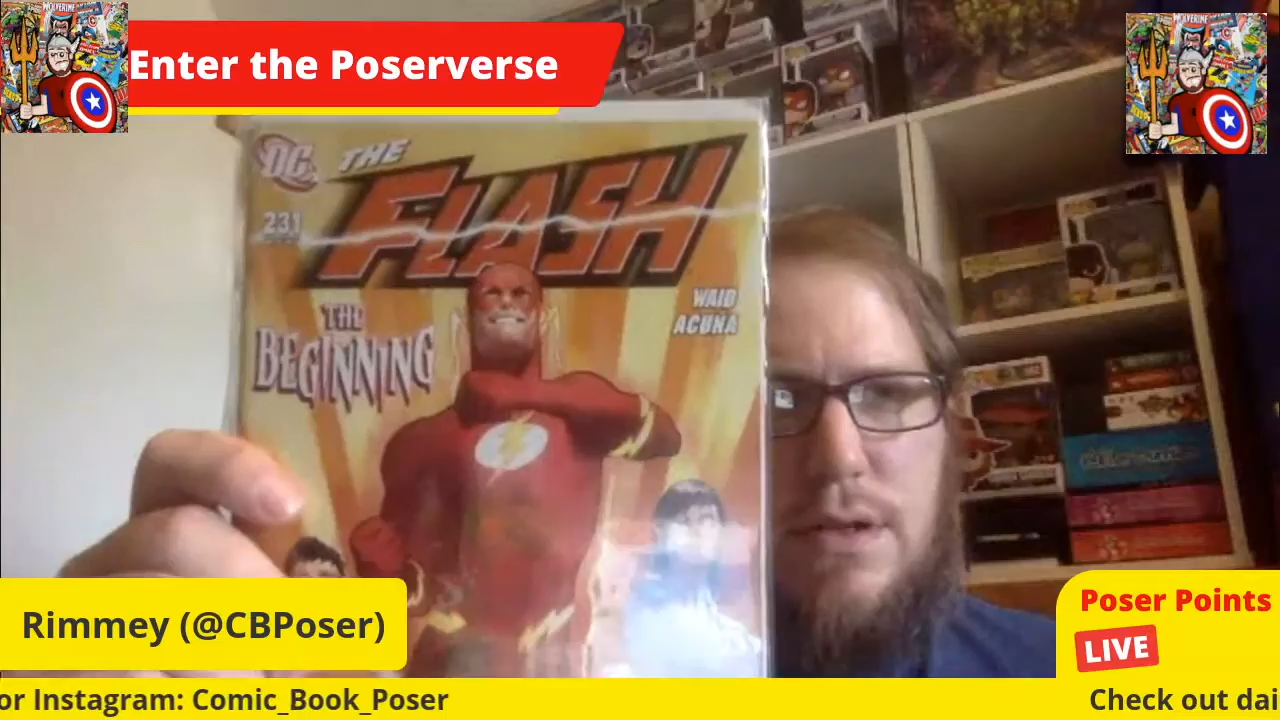 Enter the Poserverse
DC
THE
FLASH
231
WAID
ACUÑA
THE
BEGINNING
Rimmey (@CBPoser)
Poser Points
LIVE
or Instagram: Comic_Book_Poser
Check out dai